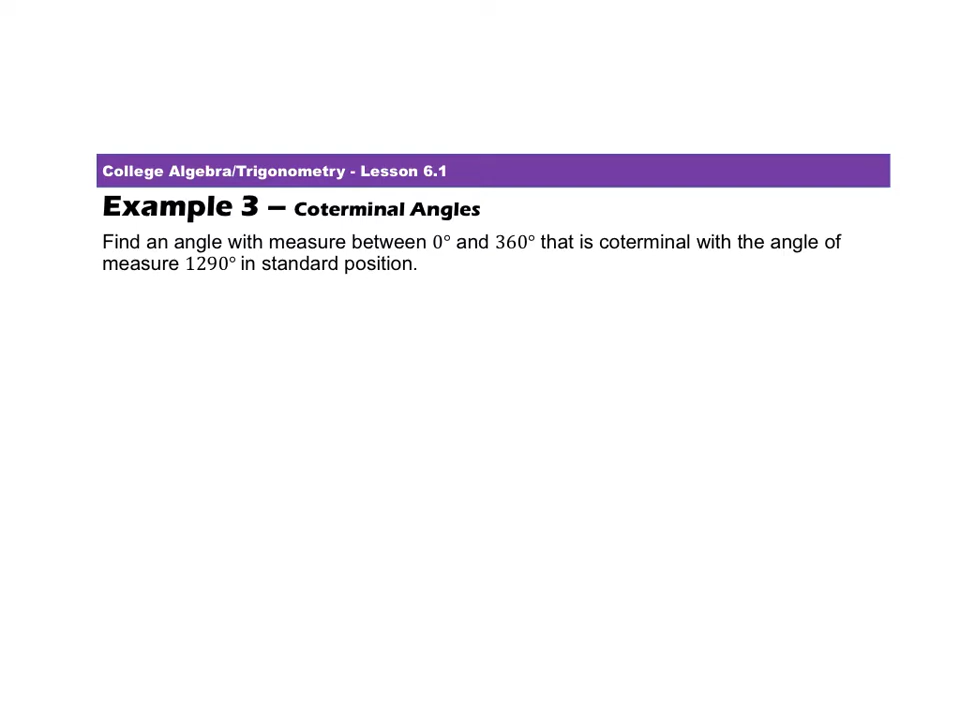 College Algebra/Trigonometry - Lesson 6.1
Example 3 – Coterminal Angles
Find an angle with measure between 0° and 360° that is coterminal with the angle of
measure 1290° in standard position.